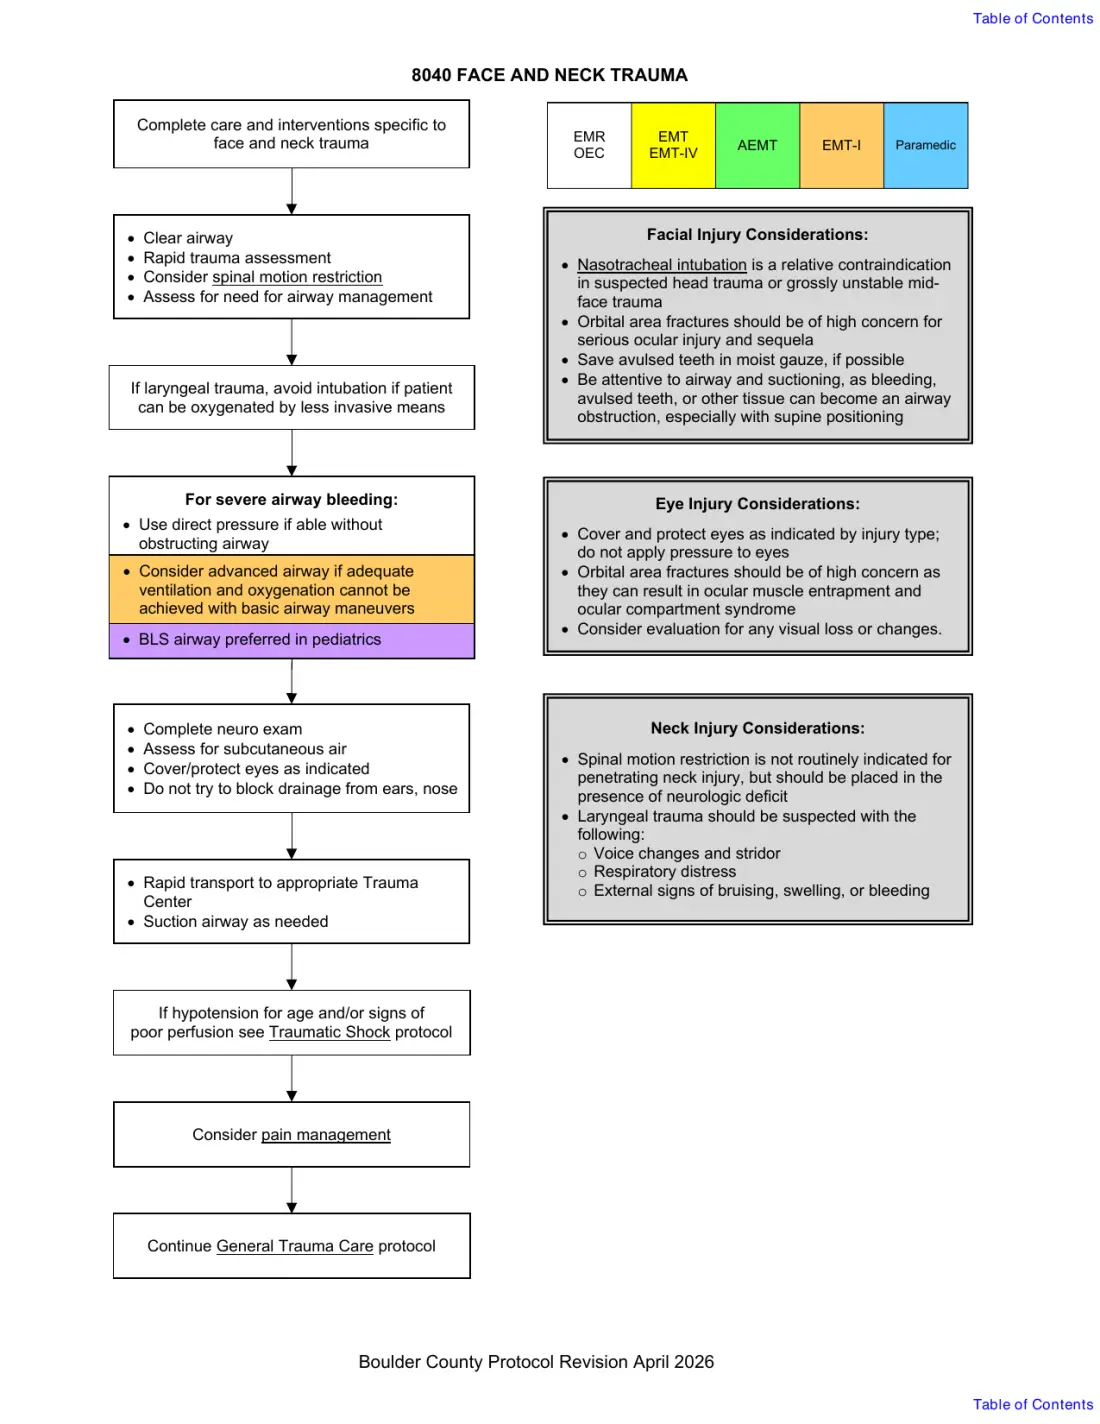 Table of Contents
8040 FACE AND NECK TRAUMA
Complete care and interventions specific to
face and neck trauma
• Clear airway
• Rapid trauma assessment
• Consider spinal motion restriction
• Assess for need for airway management
If laryngeal trauma, avoid intubation if patient
can be oxygenated by less invasive means
For severe airway bleeding:
• Use direct pressure if able without
obstructing airway
• Consider advanced airway if adequate
ventilation and oxygenation cannot be
achieved with basic airway maneuvers
• BLS airway preferred in pediatrics
• Complete neuro exam
• Assess for subcutaneous air
• Cover/protect eyes as indicated
• Do not try to block drainage from ears, nose
• Rapid transport to appropriate Trauma
Center
• Suction airway as needed
If hypotension for age and/or signs of
poor perfusion see Traumatic Shock protocol
Consider pain management
Continue General Trauma Care protocol
EMR
OEC
EMT
EMT-IV
AEMT
EMT-I
Paramedic
Facial Injury Considerations:
• Nasotracheal intubation is a relative contraindication
in suspected head trauma or grossly unstable mid-
face trauma
• Orbital area fractures should be of high concern for
serious ocular injury and sequela
• Save avulsed teeth in moist gauze, if possible
• Be attentive to airway and suctioning, as bleeding,
avulsed teeth, or other tissue can become an airway
obstruction, especially with supine positioning
Eye Injury Considerations:
• Cover and protect eyes as indicated by injury type;
do not apply pressure to eyes
• Orbital area fractures should be of high concern as
they can result in ocular muscle entrapment and
ocular compartment syndrome
• Consider evaluation for any visual loss or changes.
Neck Injury Considerations:
• Spinal motion restriction is not routinely indicated for
penetrating neck injury, but should be placed in the
presence of neurologic deficit
• Laryngeal trauma should be suspected with the
following:
○ Voice changes and stridor
○ Respiratory distress
○ External signs of bruising, swelling, or bleeding
Boulder County Protocol Revision April 2026
Table of Contents